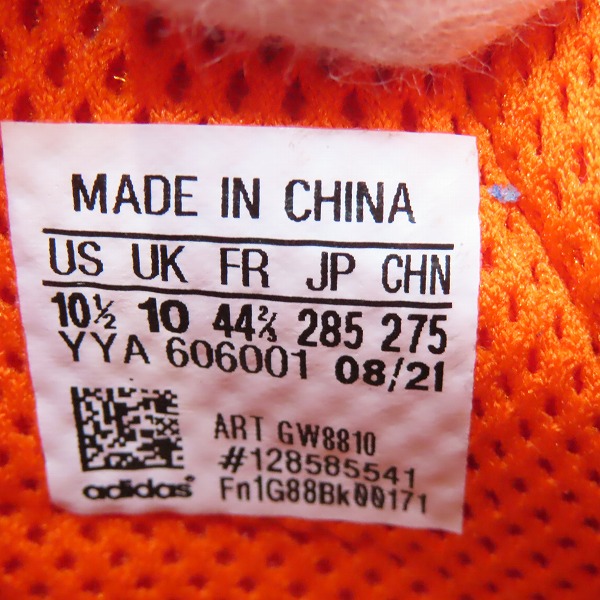 MADE IN CHINA
US UK FR JP CHN
10½ 10 44⅔ 285 275
YYA 606001 08/21
ART GW8810
#128585541
adidas Fn1G88Bk00171